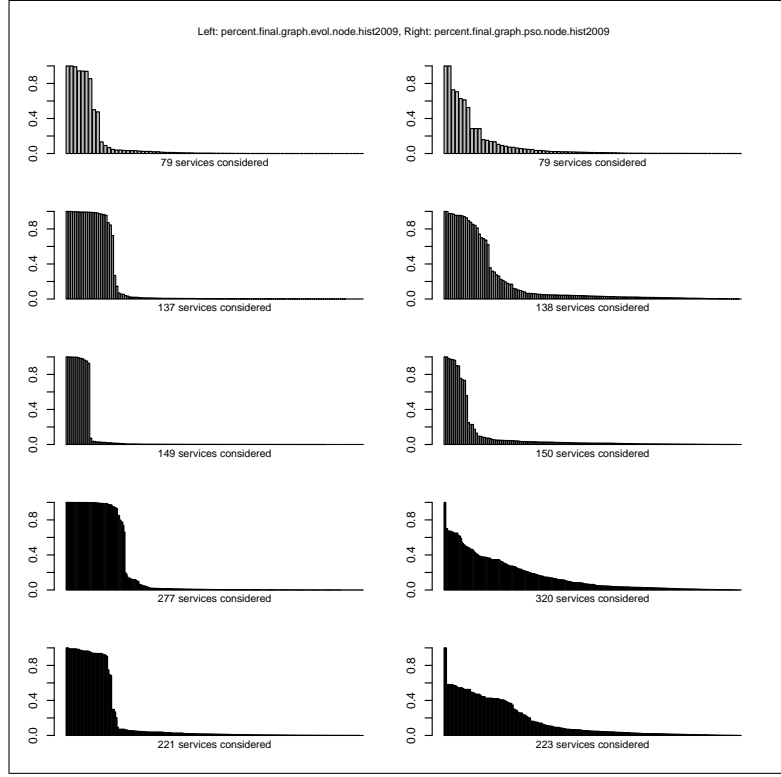 Left: percent.final.graph.evol.node.hist2009, Right: percent.final.graph.pso.node.hist2009
0.0 0.4 0.8
79 services considered
0.0 0.4 0.8
79 services considered
0.0 0.4 0.8
137 services considered
0.0 0.4 0.8
138 services considered
0.0 0.4 0.8
149 services considered
0.0 0.4 0.8
150 services considered
0.0 0.4 0.8
277 services considered
0.0 0.4 0.8
320 services considered
0.0 0.4 0.8
221 services considered
0.0 0.4 0.8
223 services considered